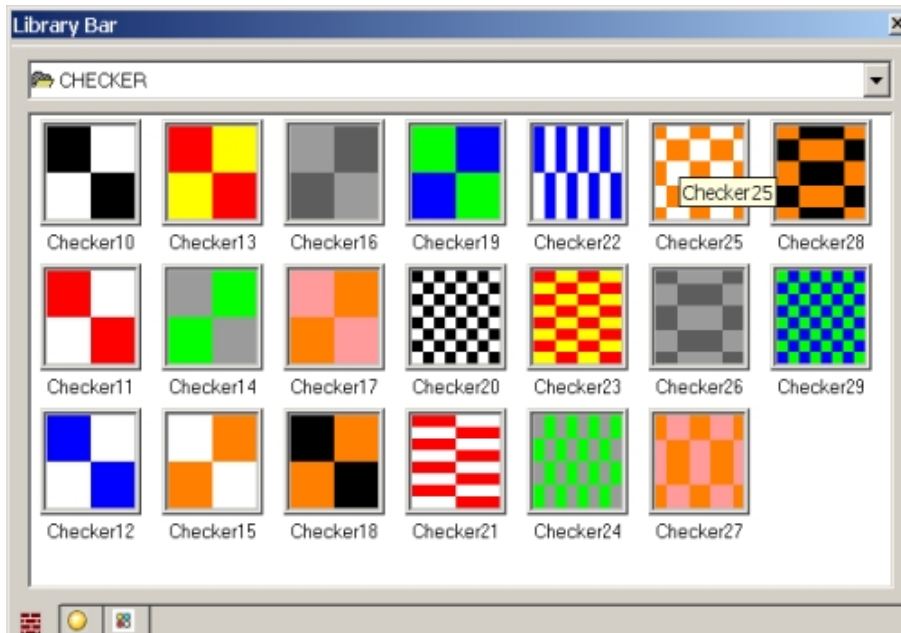 Library Bar
CHECKER
Checker25
Checker10 Checker13 Checker16 Checker19 Checker22 Checker25 Checker28
Checker11 Checker14 Checker17 Checker20 Checker23 Checker26 Checker29
Checker12 Checker15 Checker18 Checker21 Checker24 Checker27